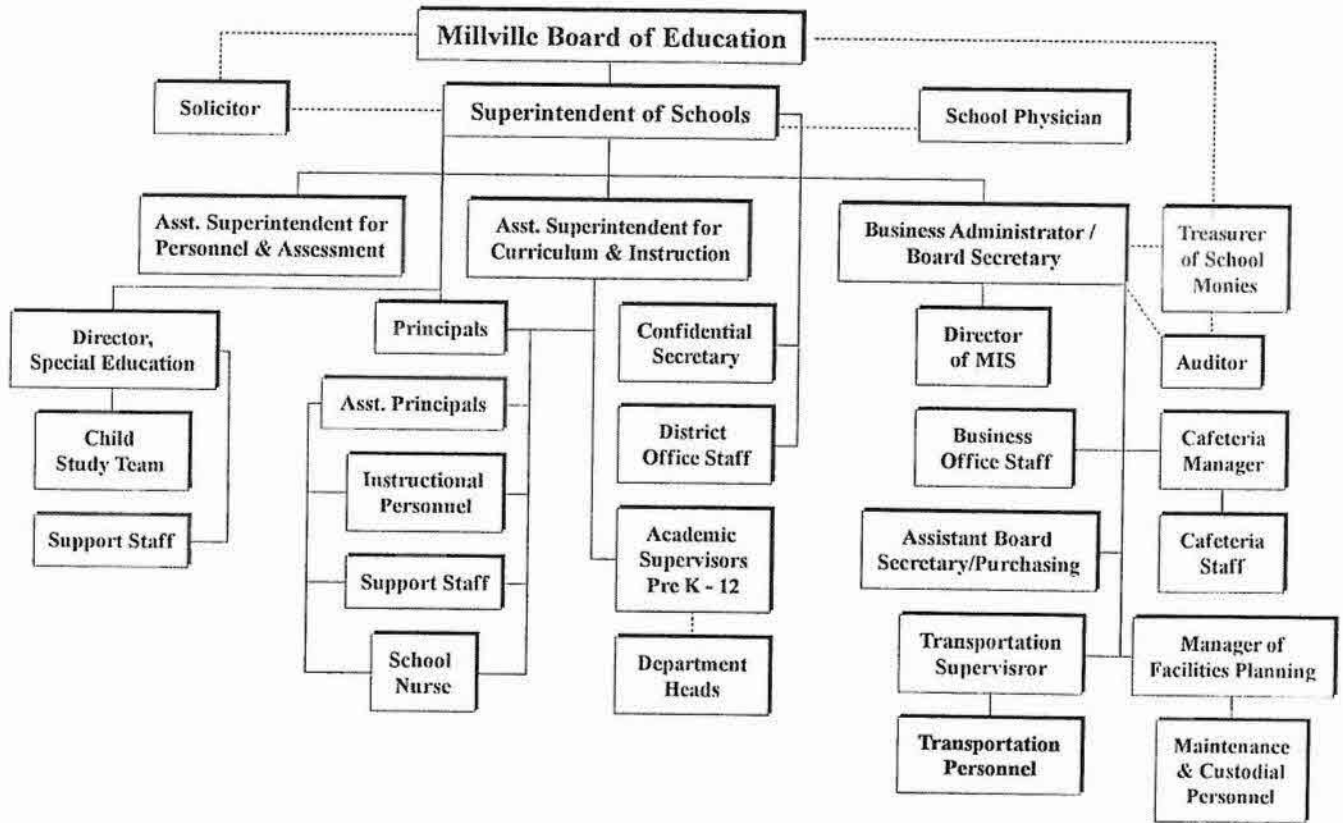 Millville Board of Education
Solicitor
Superintendent of Schools
School Physician
Asst. Superintendent for
Personnel & Assessment
Asst. Superintendent for
Curriculum & Instruction
Business Administrator /
Board Secretary
Treasurer
of School
Monies
Director,
Special Education
Principals
Confidential
Secretary
Director
of MIS
Auditor
Asst. Principals
Child
Study Team
District
Office Staff
Business
Office Staff
Cafeteria
Manager
Instructional
Personnel
Support Staff
Academic
Supervisors
Pre K - 12
Assistant Board
Secretary/Purchasing
Cafeteria
Staff
Support Staff
School
Nurse
Department
Heads
Transportation
Supervisror
Manager of
Facilities Planning
Transportation
Personnel
Maintenance
& Custodial
Personnel